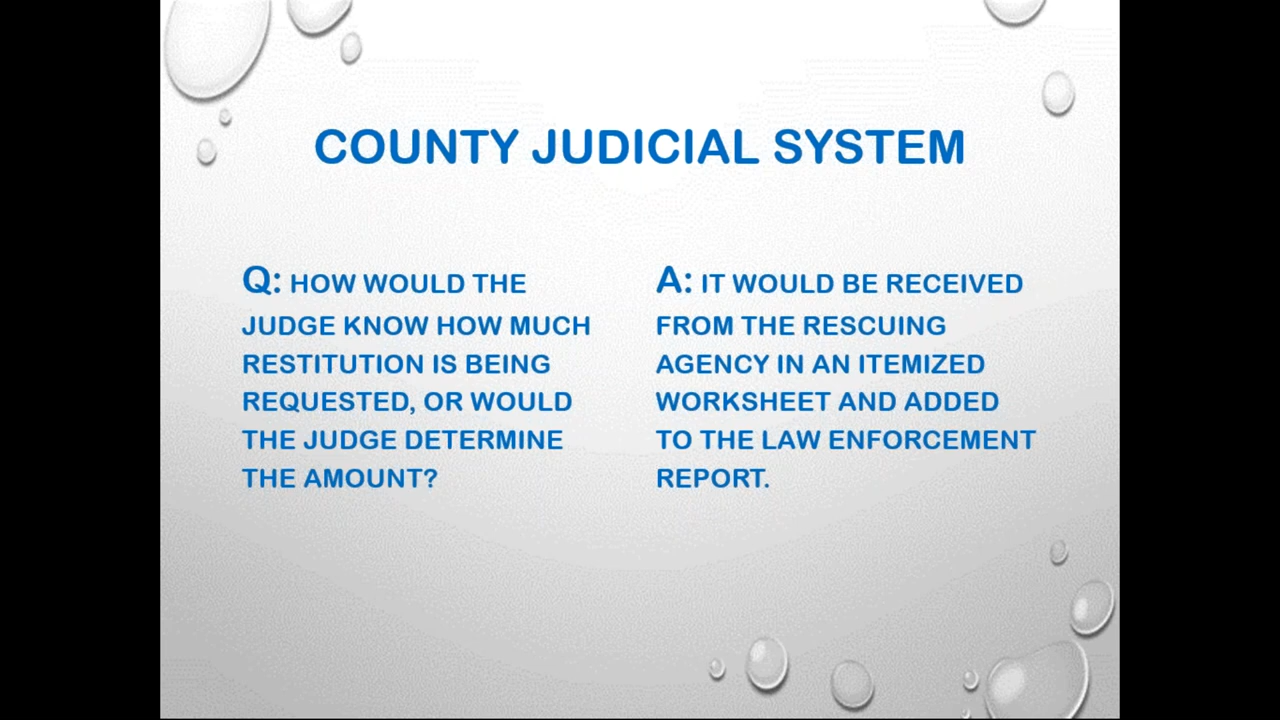 COUNTY JUDICIAL SYSTEM
Q: HOW WOULD THE
JUDGE KNOW HOW MUCH
RESTITUTION IS BEING
REQUESTED, OR WOULD
THE JUDGE DETERMINE
THE AMOUNT?
A: IT WOULD BE RECEIVED
FROM THE RESCUING
AGENCY IN AN ITEMIZED
WORKSHEET AND ADDED
TO THE LAW ENFORCEMENT
REPORT.